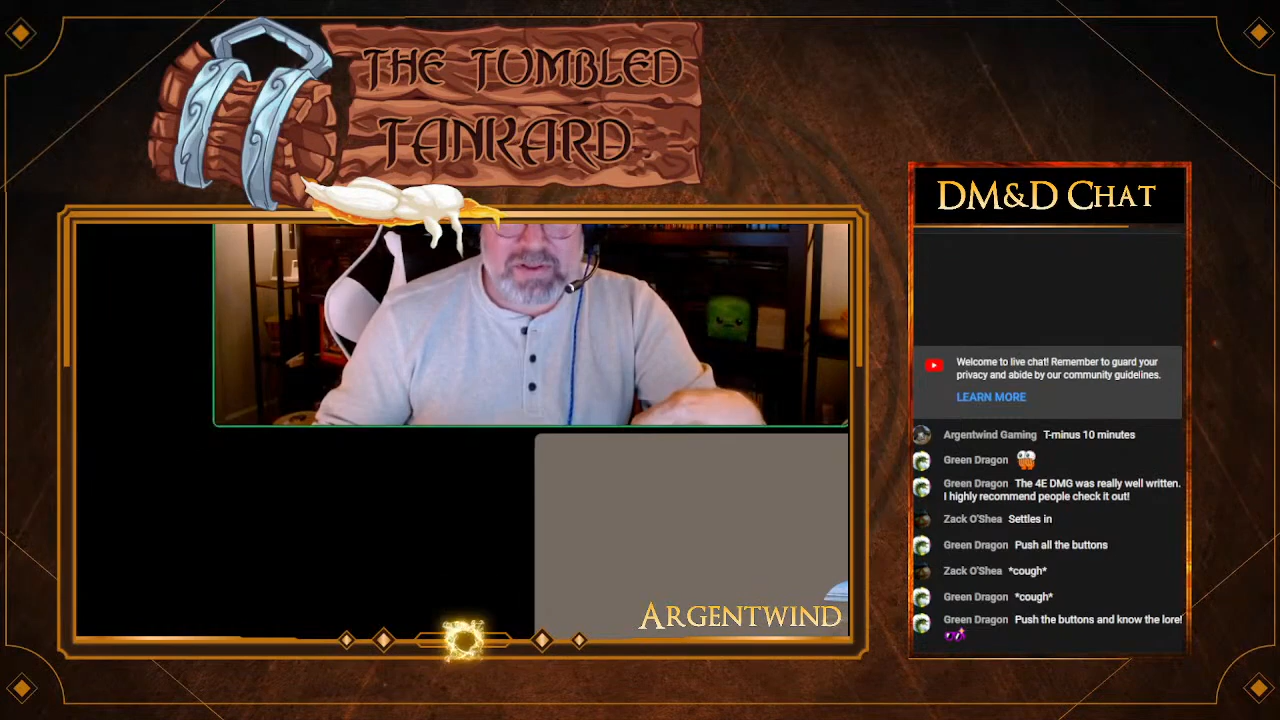 THE TUMBLED
TANKARD
DM&D CHAT
Welcome to live chat! Remember to guard your
privacy and abide by our community guidelines.
LEARN MORE
Argentwind Gaming T-minus 10 minutes
Green Dragon
Green Dragon The 4E DMG was really well written.
I highly recommend people check it out!
Zack O'Shea Settles in
Green Dragon Push all the buttons
Zack O'Shea *cough*
Green Dragon *cough*
Green Dragon Push the buttons and know the lore!
ARGENTWIND